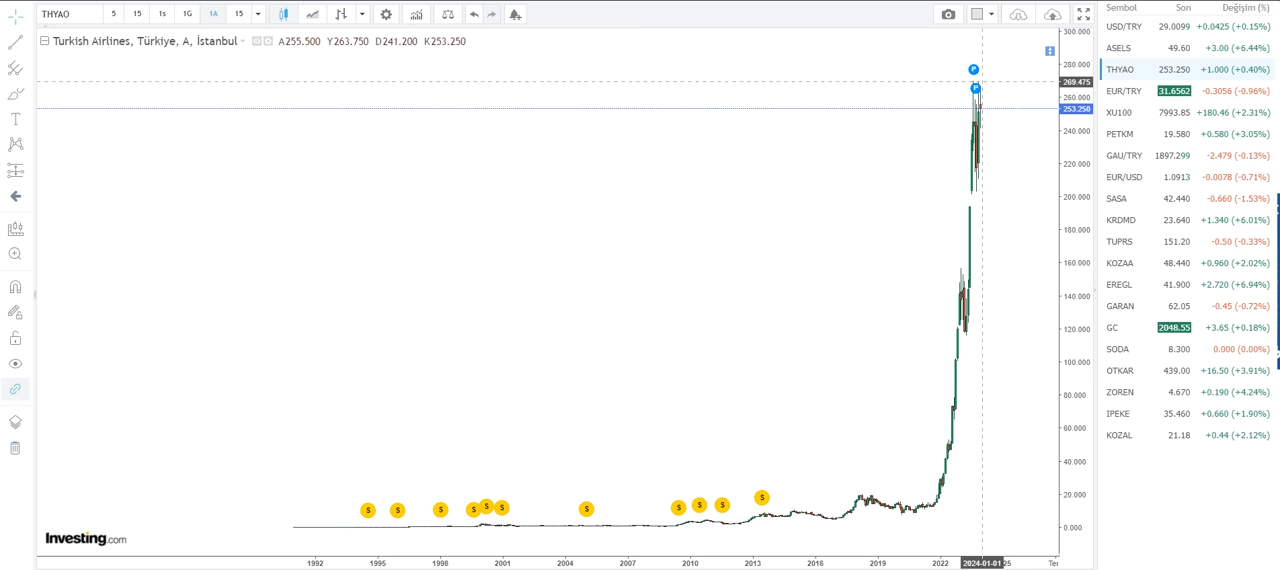 THYAO 5 15 1s 1G 1A 15
Turkish Airlines, Türkiye, A, İstanbul A255.500 Y263.750 D241.200 K253.250
300.000
280.000
269.475
260.000
253.250
240.000
220.000
200.000
180.000
160.000
140.000
120.000
100.000
80.000
60.000
40.000
20.000
0.000
P
P
S S S S S S S S S S S
Investing.com
1992 1995 1998 2001 2004 2007 2010 2013 2016 2019 2022 2024-01-01 25 Ter
Sembol Son Değişim (%)
USD/TRY 29.0099 +0.0425 (+0.15%)
ASELS 49.60 +3.00 (+6.44%)
THYAO 253.250 +1.000 (+0.40%)
EUR/TRY 31.6562 -0.3056 (-0.96%)
XU100 7993.85 +180.46 (+2.31%)
PETKM 19.580 +0.580 (+3.05%)
GAU/TRY 1897.299 -2.479 (-0.13%)
EUR/USD 1.0913 -0.0078 (-0.71%)
SASA 42.440 -0.660 (-1.53%)
KRDMD 23.640 +1.340 (+6.01%)
TUPRS 151.20 -0.50 (-0.33%)
KOZAA 48.440 +0.960 (+2.02%)
EREGL 41.900 +2.720 (+6.94%)
GARAN 62.05 -0.45 (-0.72%)
GC 2048.55 +3.65 (+0.18%)
SODA 8.300 0.000 (0.00%)
OTKAR 439.00 +16.50 (+3.91%)
ZOREN 4.670 +0.190 (+4.24%)
IPEKE 35.460 +0.660 (+1.90%)
KOZAL 21.18 +0.44 (+2.12%)